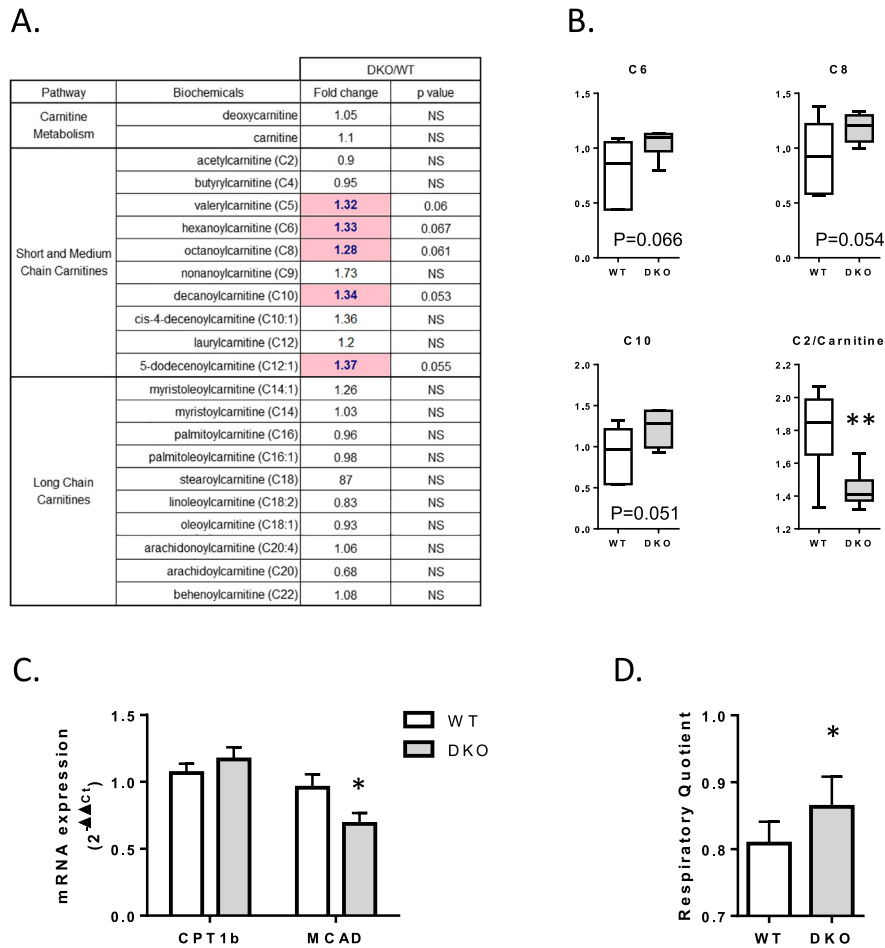 A.
DKO/WT
Pathway Biochemicals Fold change p value
Carnitine Metabolism
deoxycarnitine 1.05 NS
carnitine 1.1 NS
Short and Medium Chain Carnitines
acetylcarnitine (C2) 0.9 NS
butyrylcarnitine (C4) 0.95 NS
valerylcarnitine (C5) 1.32 0.06
hexanoylcarnitine (C6) 1.33 0.067
octanoylcarnitine (C8) 1.28 0.061
nonanoylcarnitine (C9) 1.73 NS
decanoylcarnitine (C10) 1.34 0.053
cis-4-decenoylcarnitine (C10:1) 1.36 NS
laurylcarnitine (C12) 1.2 NS
5-dodecenoylcarnitine (C12:1) 1.37 0.055
Long Chain Carnitines
myristoleoylcarnitine (C14:1) 1.26 NS
myristoylcarnitine (C14) 1.03 NS
palmitoylcarnitine (C16) 0.96 NS
palmitoleoylcarnitine (C16:1) 0.98 NS
stearoylcarnitine (C18) 87 NS
linoleoylcarnitine (C18:2) 0.83 NS
oleoylcarnitine (C18:1) 0.93 NS
arachidonoylcarnitine (C20:4) 1.06 NS
arachidoylcarnitine (C20) 0.68 NS
behenoylcarnitine (C22) 1.08 NS
B.
C6
1.5
1.0
0.5
0.0
P=0.066
WT DKO
C8
1.5
1.0
0.5
0.0
P=0.054
WT DKO
C10
2.0
1.5
1.0
0.5
0.0
P=0.051
WT DKO
C2/Carnitine
2.2
2.0
1.8
1.6
1.4
1.2
**
WT DKO
C.
mRNA expression
(2-▲▲Ct)
1.5
1.0
0.5
0.0
WT
DKO
*
CPT1b MCAD
D.
Respiratory Quotient
1.0
0.9
0.8
0.7
*
WT DKO